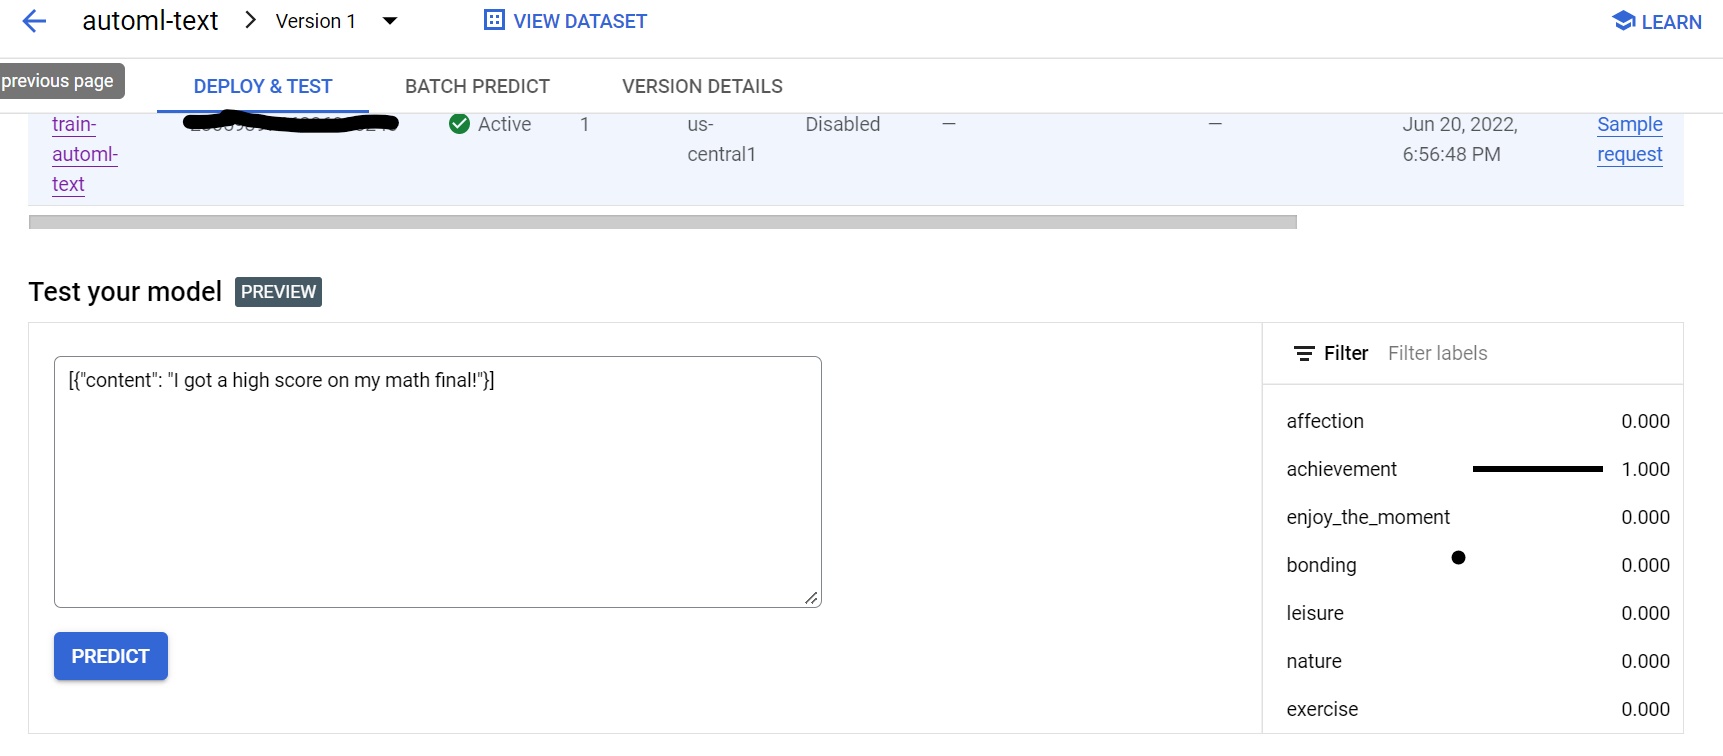 automl-text > Version 1 VIEW DATASET LEARN
previous page DEPLOY & TEST BATCH PREDICT VERSION DETAILS
train-automl-text Active 1 us-central1 Disabled — — Jun 20, 2022, 6:56:48 PM Sample request
Test your model PREVIEW
[{"content": "I got a high score on my math final!"}]
PREDICT
Filter Filter labels
affection 0.000
achievement 1.000
enjoy_the_moment 0.000
bonding 0.000
leisure 0.000
nature 0.000
exercise 0.000